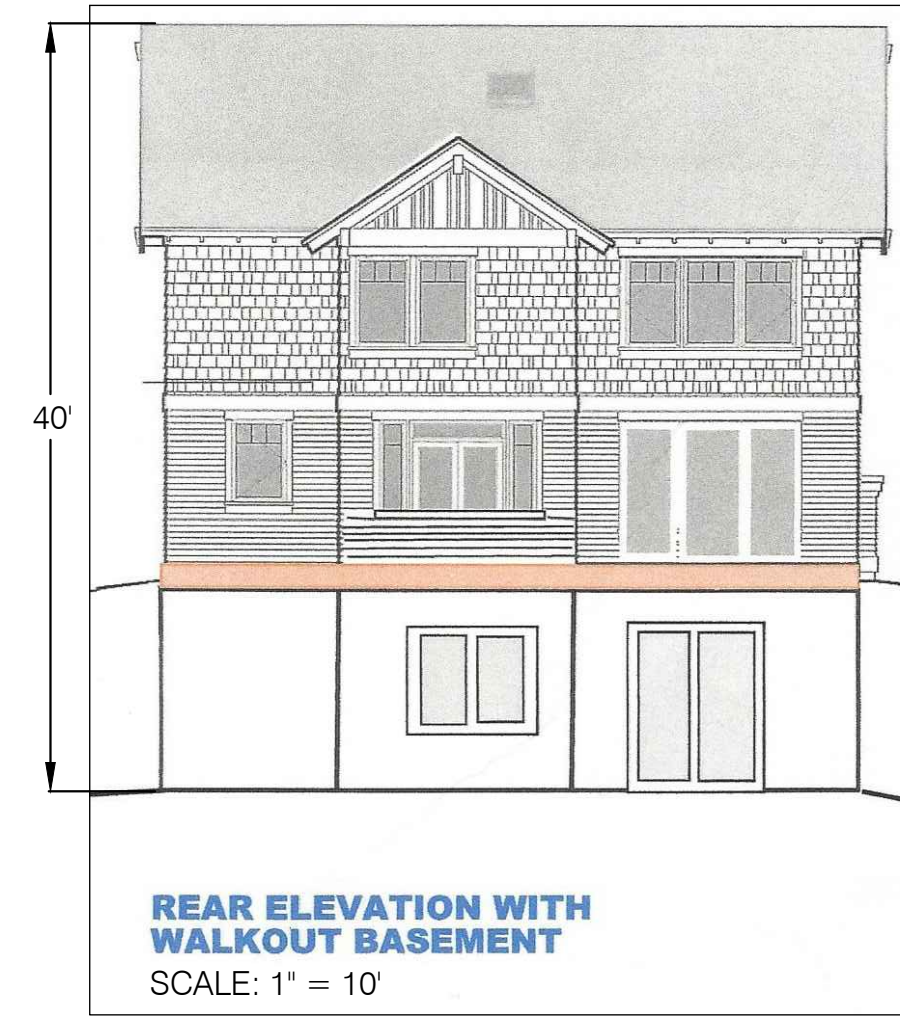 40'
REAR ELEVATION WITH
WALKOUT BASEMENT
SCALE: 1" = 10'